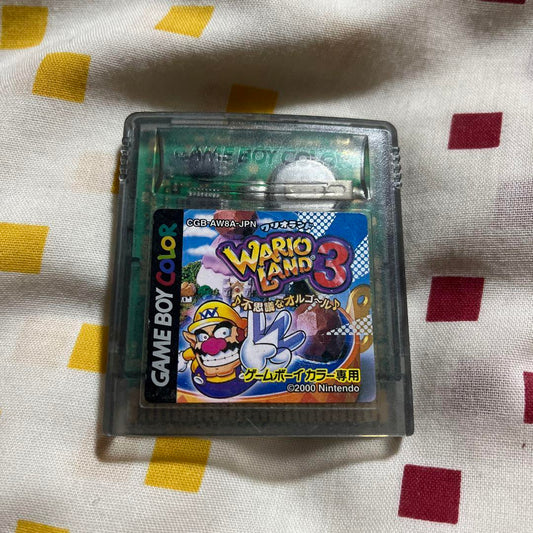 GAME BOY COLOR
CGB-AW8A-JPN
ワリオランド
WARIO
LAND 3
♪不思議なオルゴール♪
GAME BOY COLOR
ゲームボーイカラー専用
©2000 Nintendo